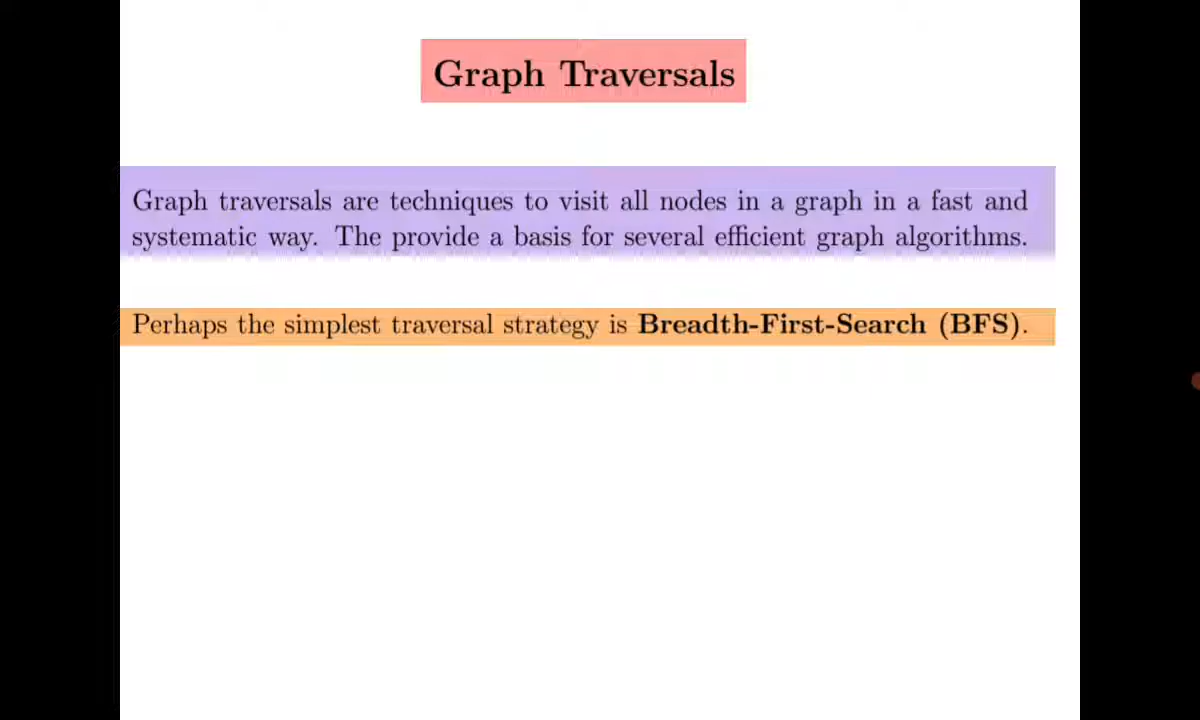 Graph Traversals
Graph traversals are techniques to visit all nodes in a graph in a fast and
systematic way. The provide a basis for several efficient graph algorithms.
Perhaps the simplest traversal strategy is Breadth-First-Search (BFS).